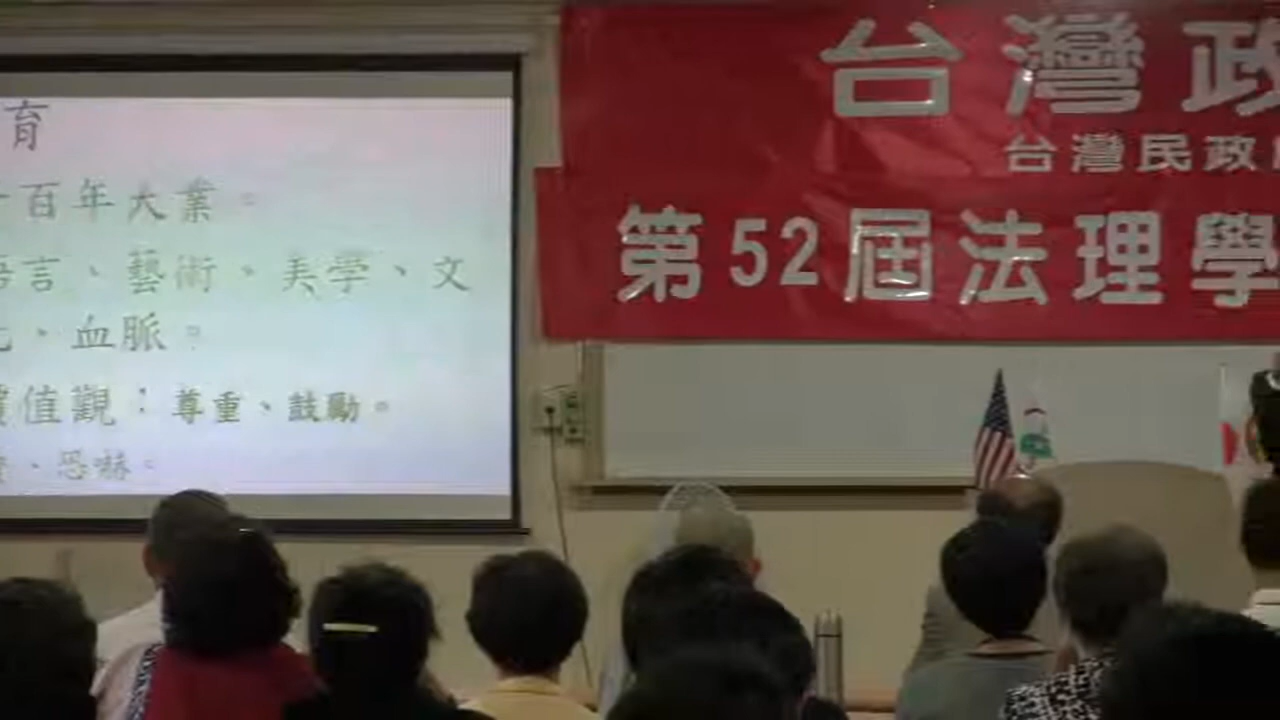 育
百年大業。
語言、藝術、美學、文
化、血脈。
價值觀：尊重、鼓勵。
、恐嚇。
台灣政
台灣民政
第52屆法理學